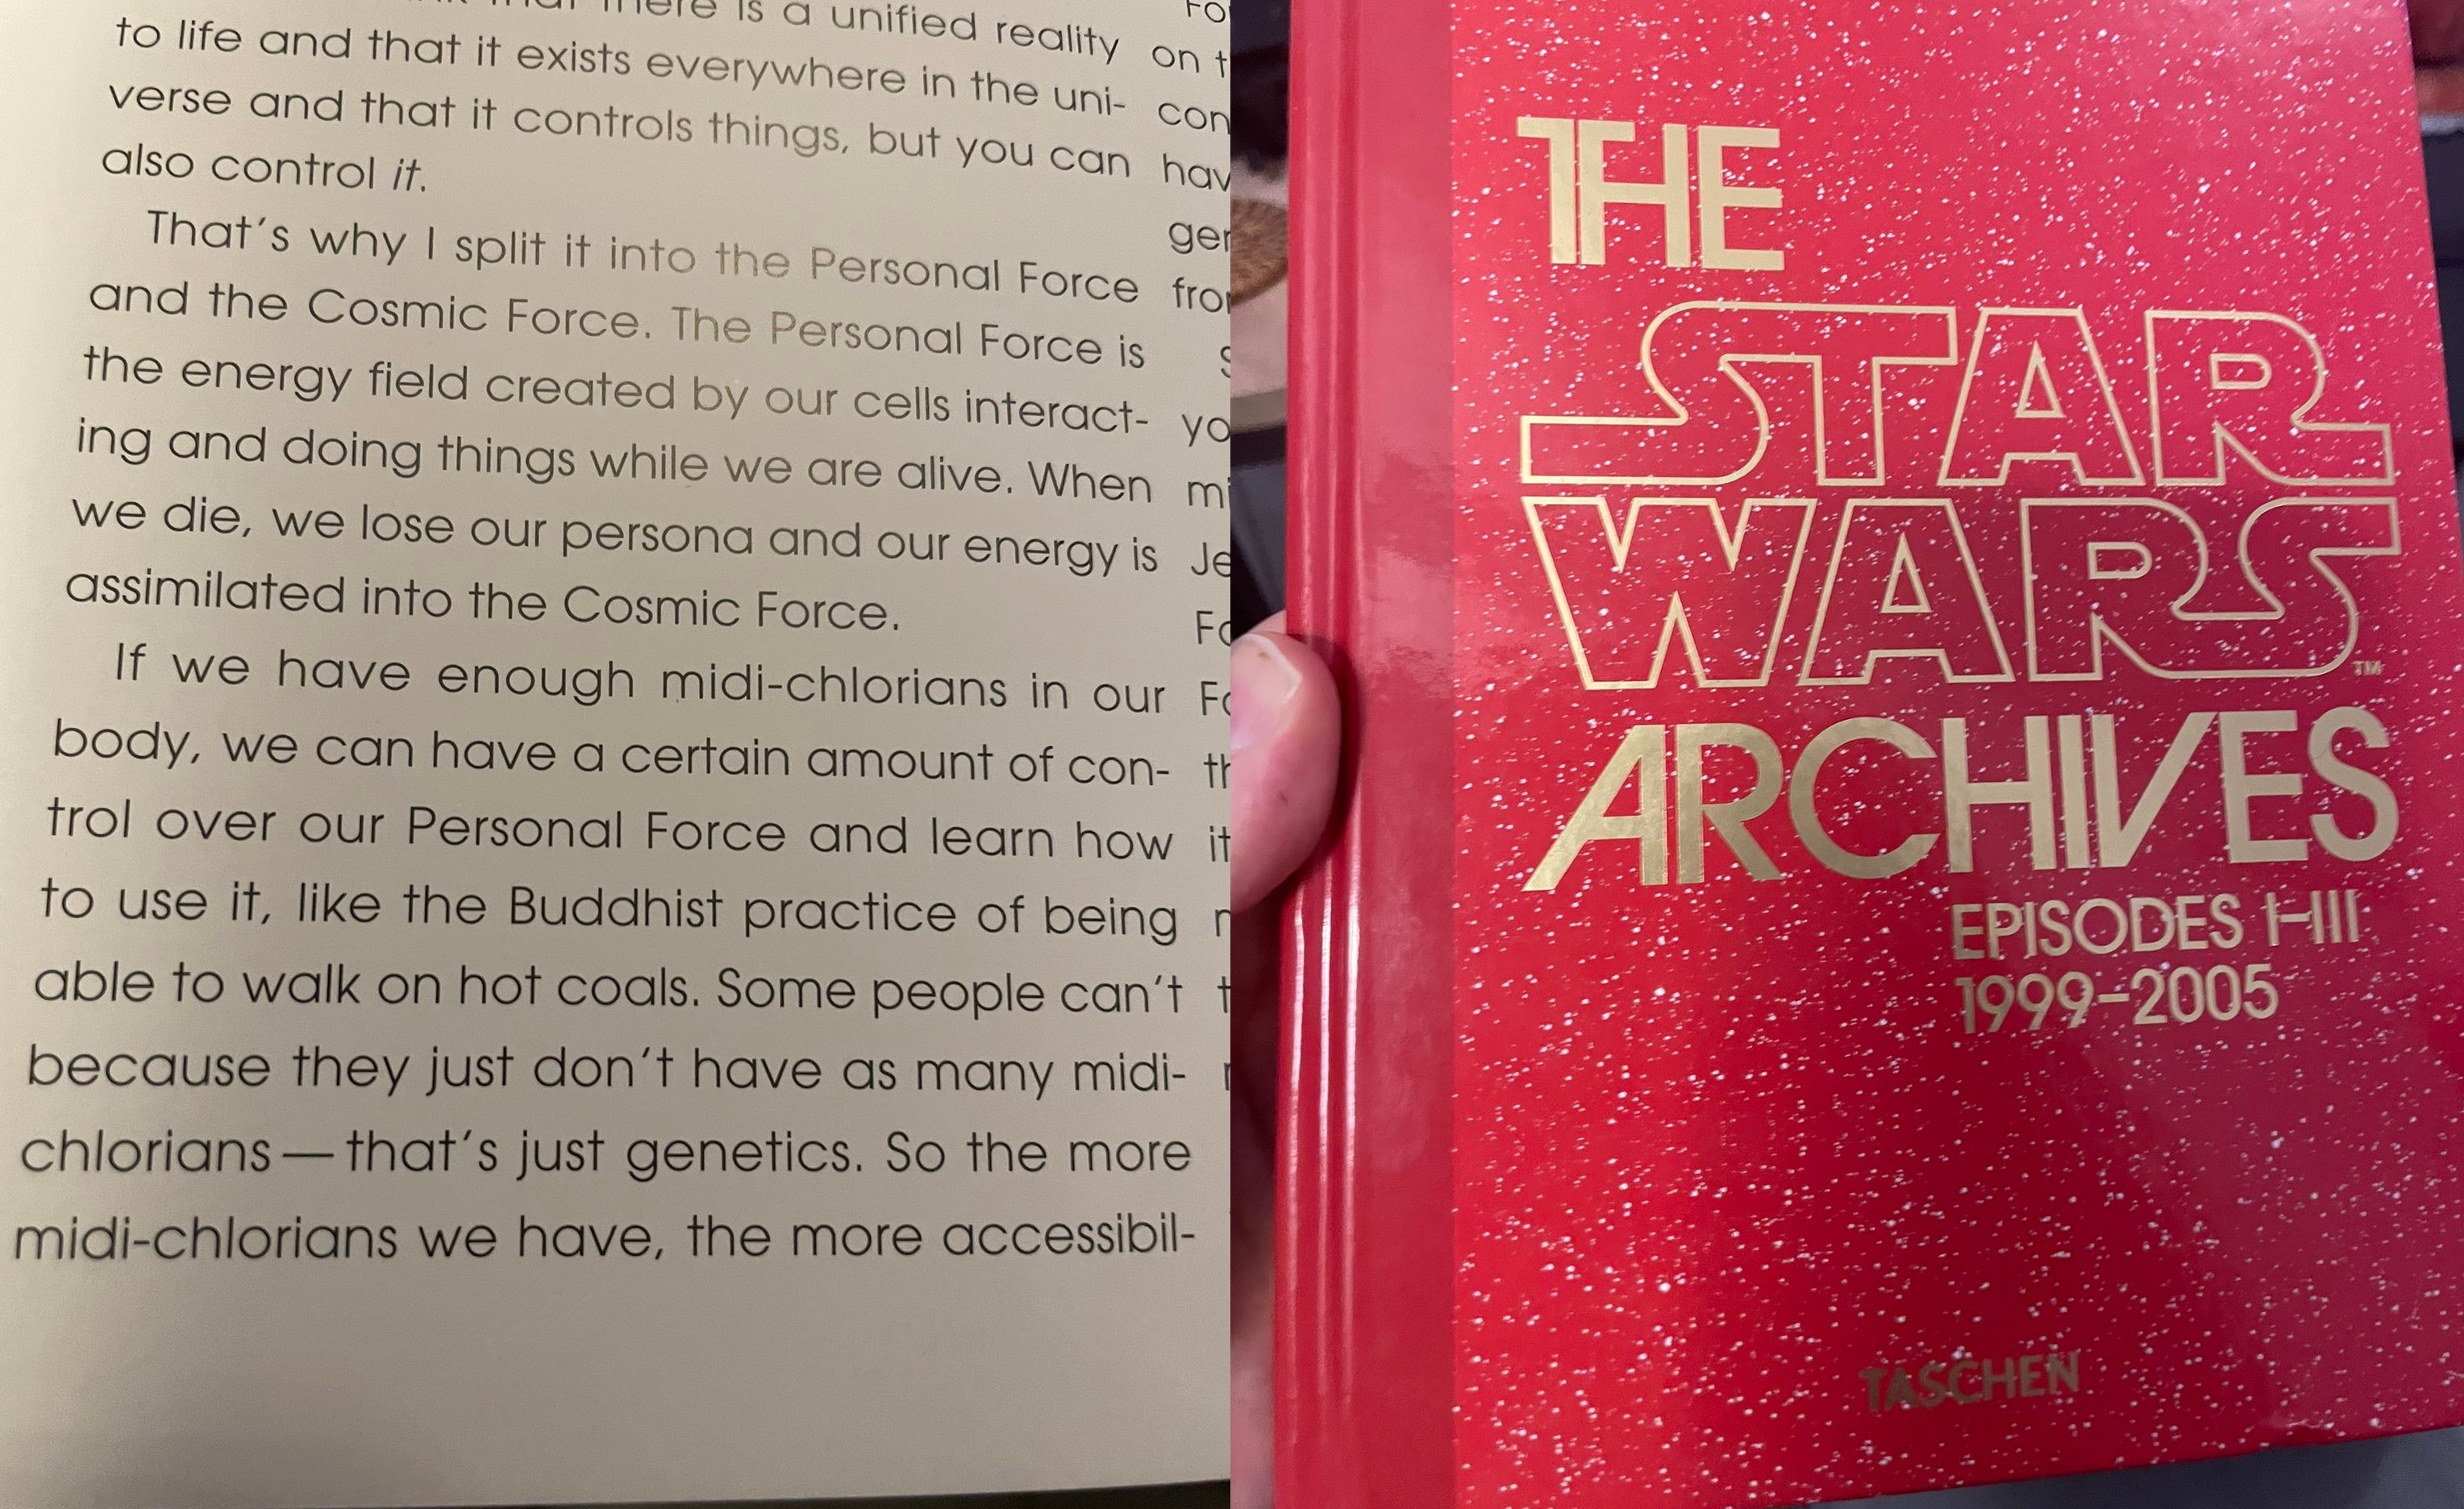 there is a unified reality
to life and that it exists everywhere in the uni-
verse and that it controls things, but you can
also control it.
That's why I split it into the Personal Force
and the Cosmic Force. The Personal Force is
the energy field created by our cells interact-
ing and doing things while we are alive. When
we die, we lose our persona and our energy is
assimilated into the Cosmic Force.
If we have enough midi-chlorians in our
body, we can have a certain amount of con-
trol over our Personal Force and learn how
to use it, like the Buddhist practice of being
able to walk on hot coals. Some people can't
because they just don't have as many midi-
chlorians—that's just genetics. So the more
midi-chlorians we have, the more accessibil-
THE
STAR
WARS
TM
ARCHIVES
EPISODES I-III
1999–2005
TASCHEN